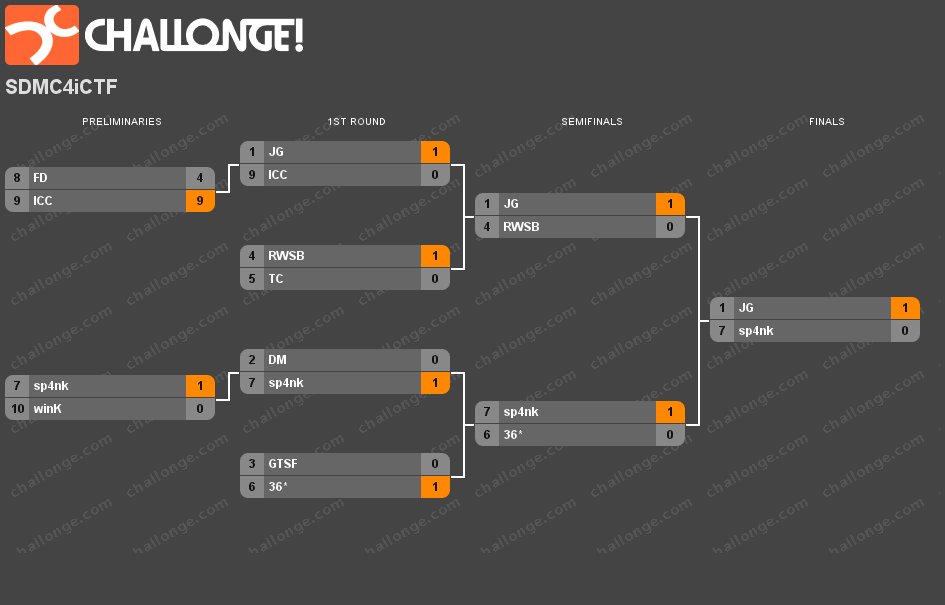 CHALLONGE!
SDMC4iCTF
PRELIMINARIES
8 FD 4
9 ICC 9
7 sp4nk 1
10 winK 0
1ST ROUND
1 JG 1
9 ICC 0
4 RWSB 1
5 TC 0
2 DM 0
7 sp4nk 1
3 GTSF 0
6 36* 1
SEMIFINALS
1 JG 1
4 RWSB 0
7 sp4nk 1
6 36* 0
FINALS
1 JG 1
7 sp4nk 0
challonge.com